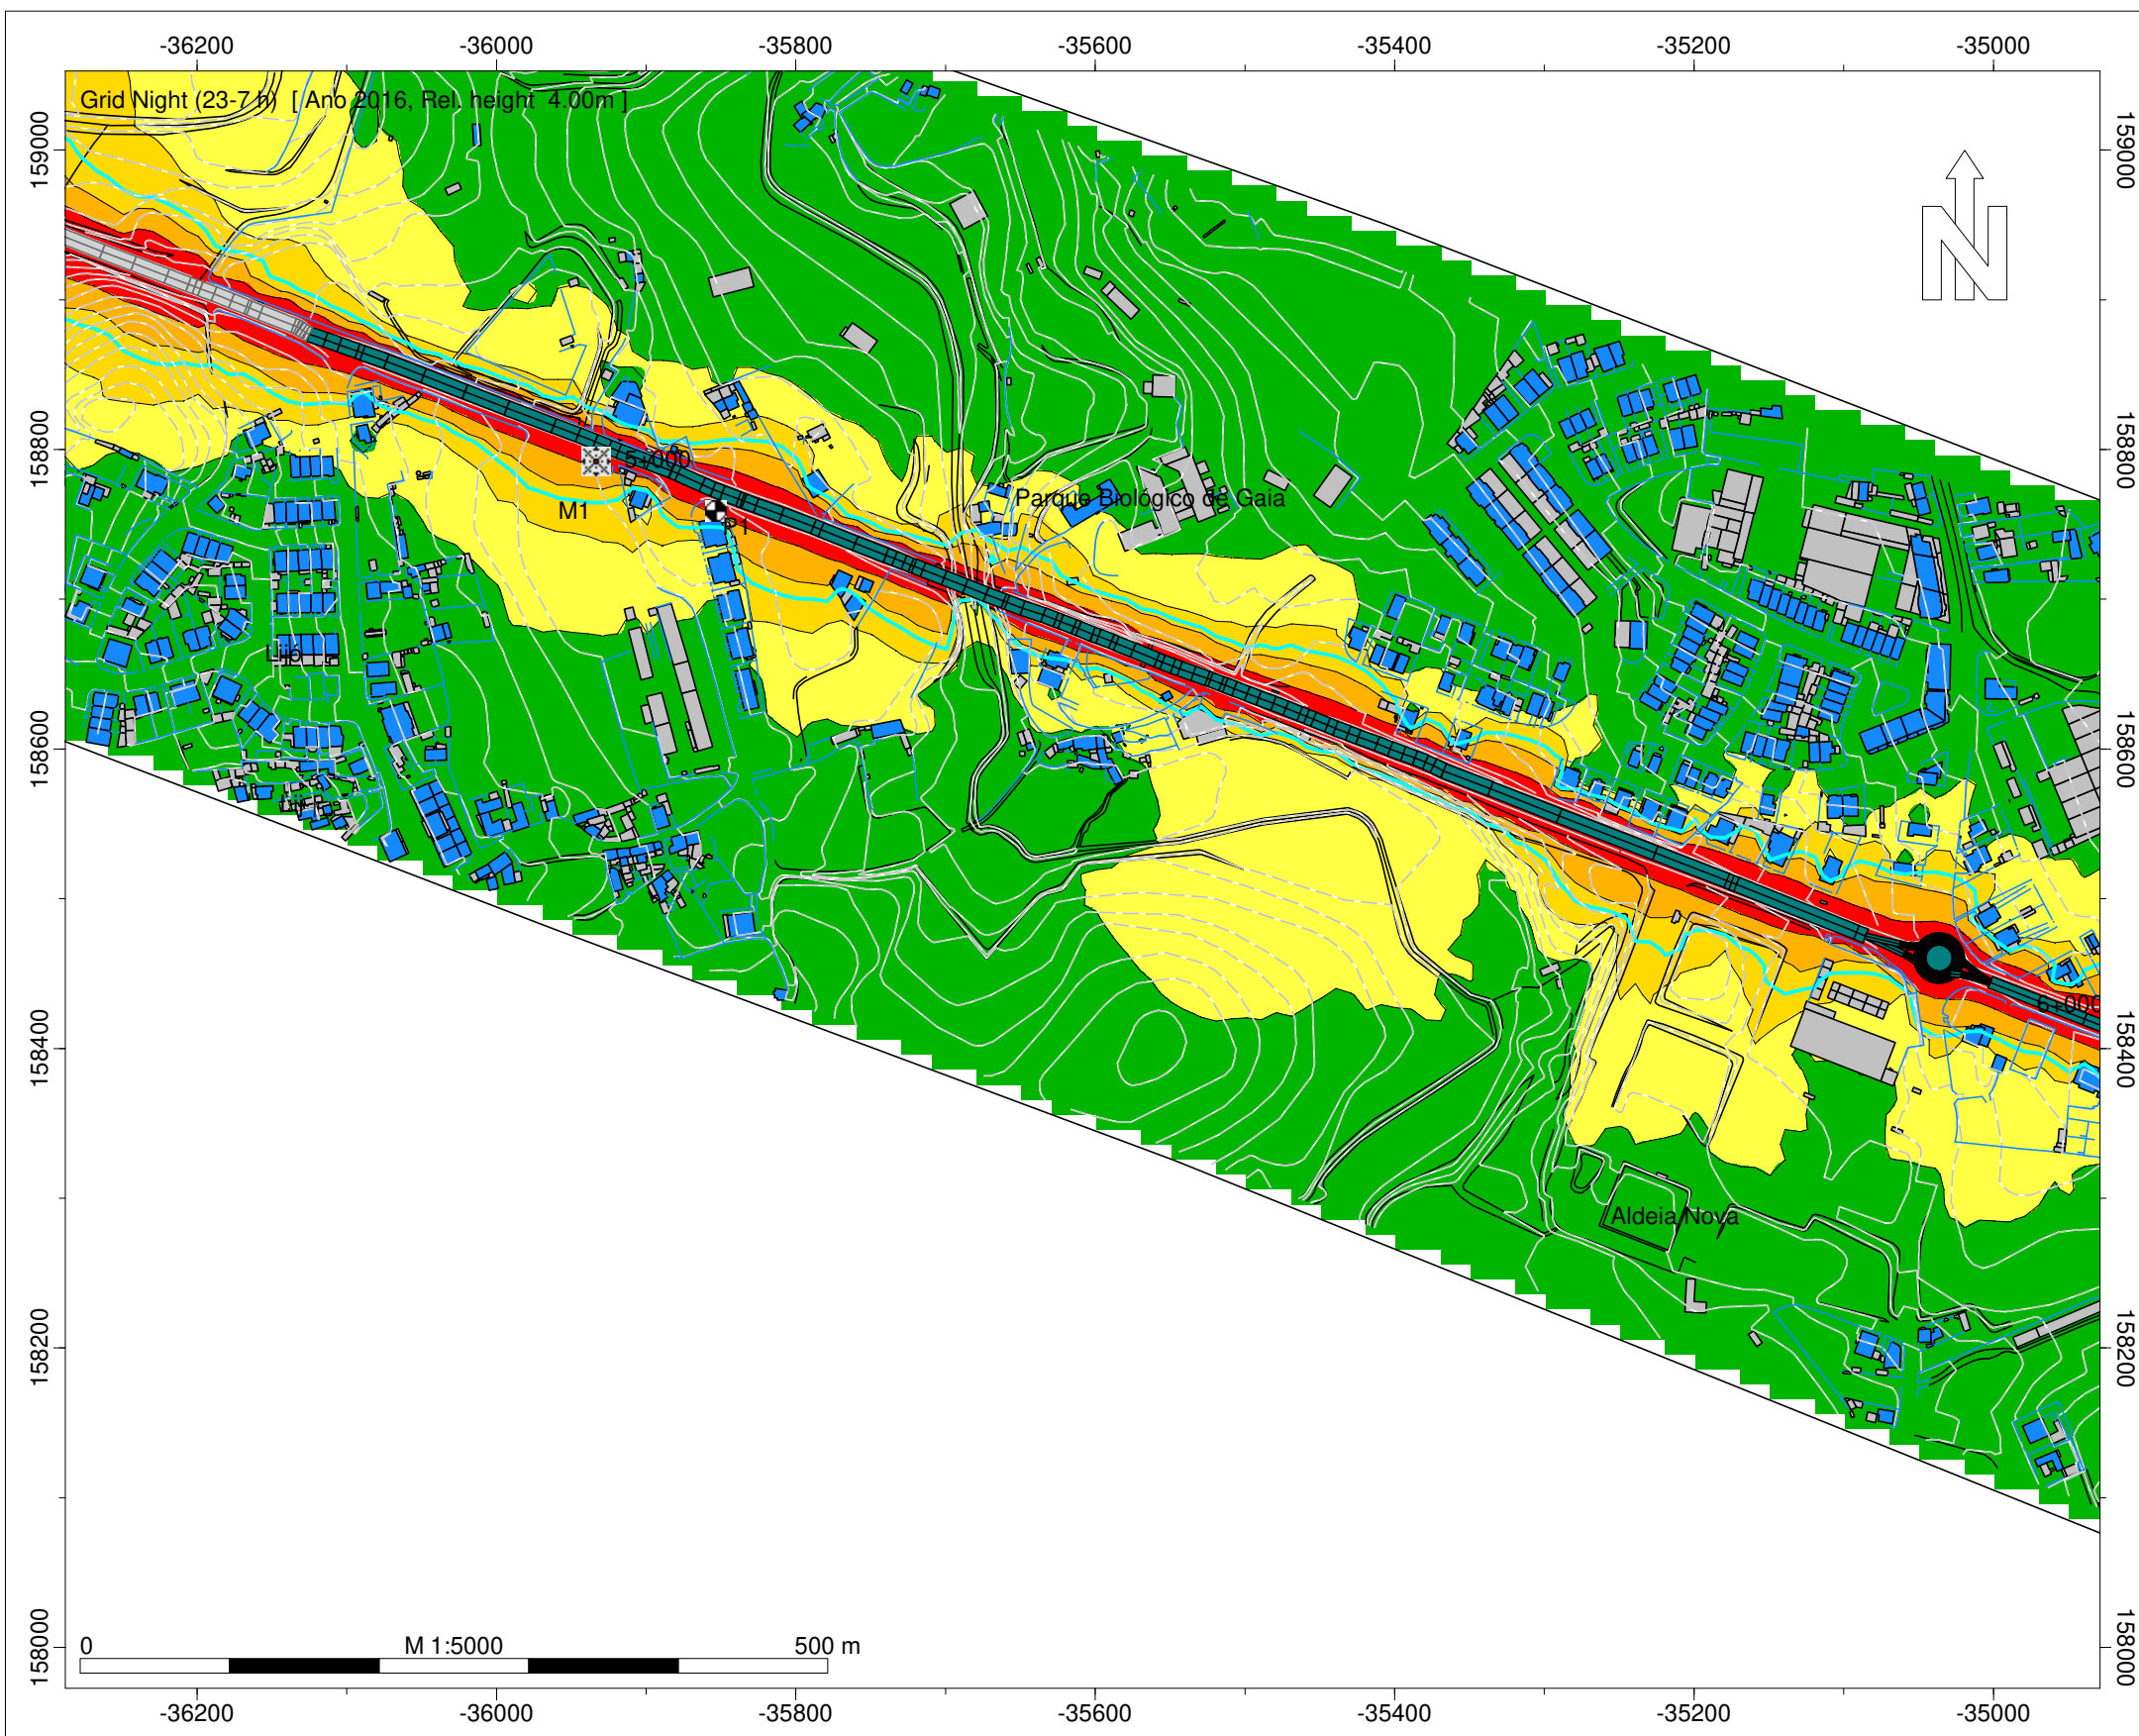 -36200 -36000 -35800 -35600 -35400 -35200 -35000
Grid Night (23-7 h) [ Ano 2016, Rel. height 4.00m ]
159000 159000
N
158800 158800
5+000
Parque Biológico de Gaia
M1
P1
158600 158600
6+000
158400 158400
Aldeia Nova
158200 158200
158000 158000
0 M 1:5000 500 m
-36200 -36000 -35800 -35600 -35400 -35200 -35000